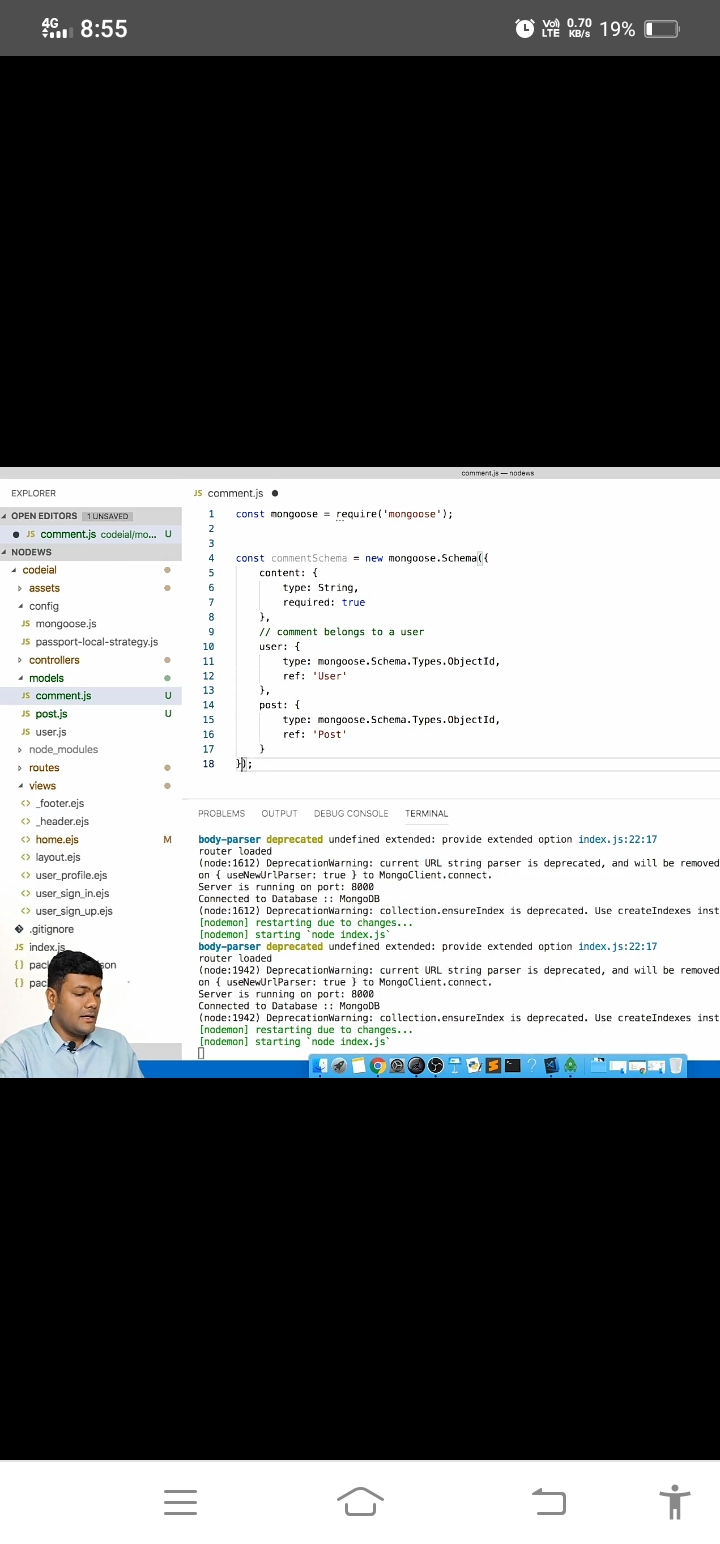 4G 8:55 Vo) LTE 0.70 KB/s 19%
comment.js — nodews
EXPLORER
OPEN EDITORS 1 UNSAVED
JS comment.js codeial/mo... U
NODEWS
codeial
assets
config
JS mongoose.js
JS passport-local-strategy.js
controllers
models
JS comment.js U
JS post.js U
JS user.js
node_modules
routes
views
<> _footer.ejs
<> _header.ejs
<> home.ejs M
<> layout.ejs
<> user_profile.ejs
<> user_sign_in.ejs
<> user_sign_up.ejs
.gitignore
JS index.js
{} pac son
{} pac
JS comment.js
1 const mongoose = require('mongoose');
2
3
4 const commentSchema = new mongoose.Schema({
5 content: {
6 type: String,
7 required: true
8 },
9 // comment belongs to a user
10 user: {
11 type: mongoose.Schema.Types.ObjectId,
12 ref: 'User'
13 },
14 post: {
15 type: mongoose.Schema.Types.ObjectId,
16 ref: 'Post'
17 }
18 });
PROBLEMS OUTPUT DEBUG CONSOLE TERMINAL
body-parser deprecated undefined extended: provide extended option index.js:22:17
router loaded
(node:1612) DeprecationWarning: current URL string parser is deprecated, and will be removed
on { useNewUrlParser: true } to MongoClient.connect.
Server is running on port: 8000
Connected to Database :: MongoDB
(node:1612) DeprecationWarning: collection.ensureIndex is deprecated. Use createIndexes inst
[nodemon] restarting due to changes...
[nodemon] starting `node index.js`
body-parser deprecated undefined extended: provide extended option index.js:22:17
router loaded
(node:1942) DeprecationWarning: current URL string parser is deprecated, and will be removed
on { useNewUrlParser: true } to MongoClient.connect.
Server is running on port: 8000
Connected to Database :: MongoDB
(node:1942) DeprecationWarning: collection.ensureIndex is deprecated. Use createIndexes inst
[nodemon] restarting due to changes...
[nodemon] starting `node index.js`